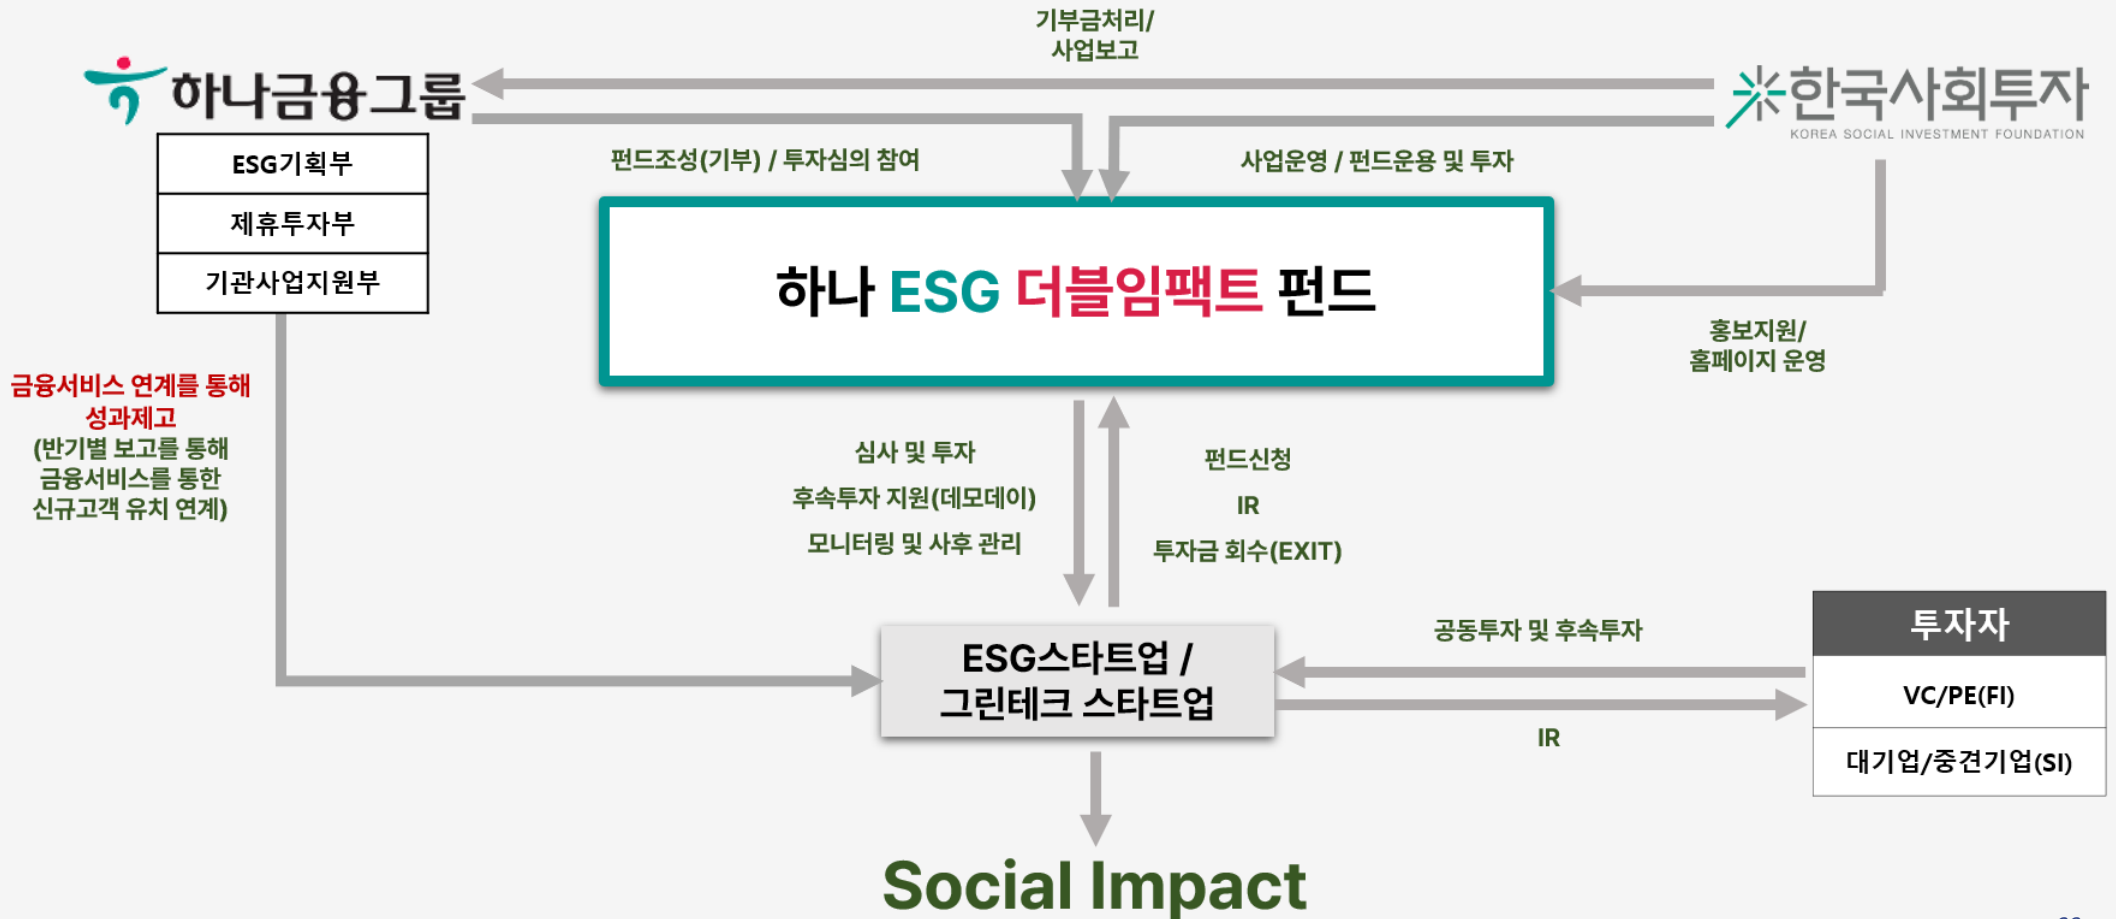 기부금처리/
사업보고
하나금융그룹
한국사회투자
KOREA SOCIAL INVESTMENT FOUNDATION
ESG기획부
제휴투자부
기관사업지원부
펀드조성(기부) / 투자심의 참여
사업운영 / 펀드운용 및 투자
하나 ESG 더블임팩트 펀드
홍보지원/
홈페이지 운영
금융서비스 연계를 통해
성과제고
(반기별 보고를 통해
금융서비스를 통한
신규고객 유치 연계)
심사 및 투자
후속투자 지원(데모데이)
모니터링 및 사후 관리
펀드신청
IR
투자금 회수(EXIT)
ESG스타트업 /
그린테크 스타트업
공동투자 및 후속투자
IR
투자자
VC/PE(FI)
대기업/중견기업(SI)
Social Impact